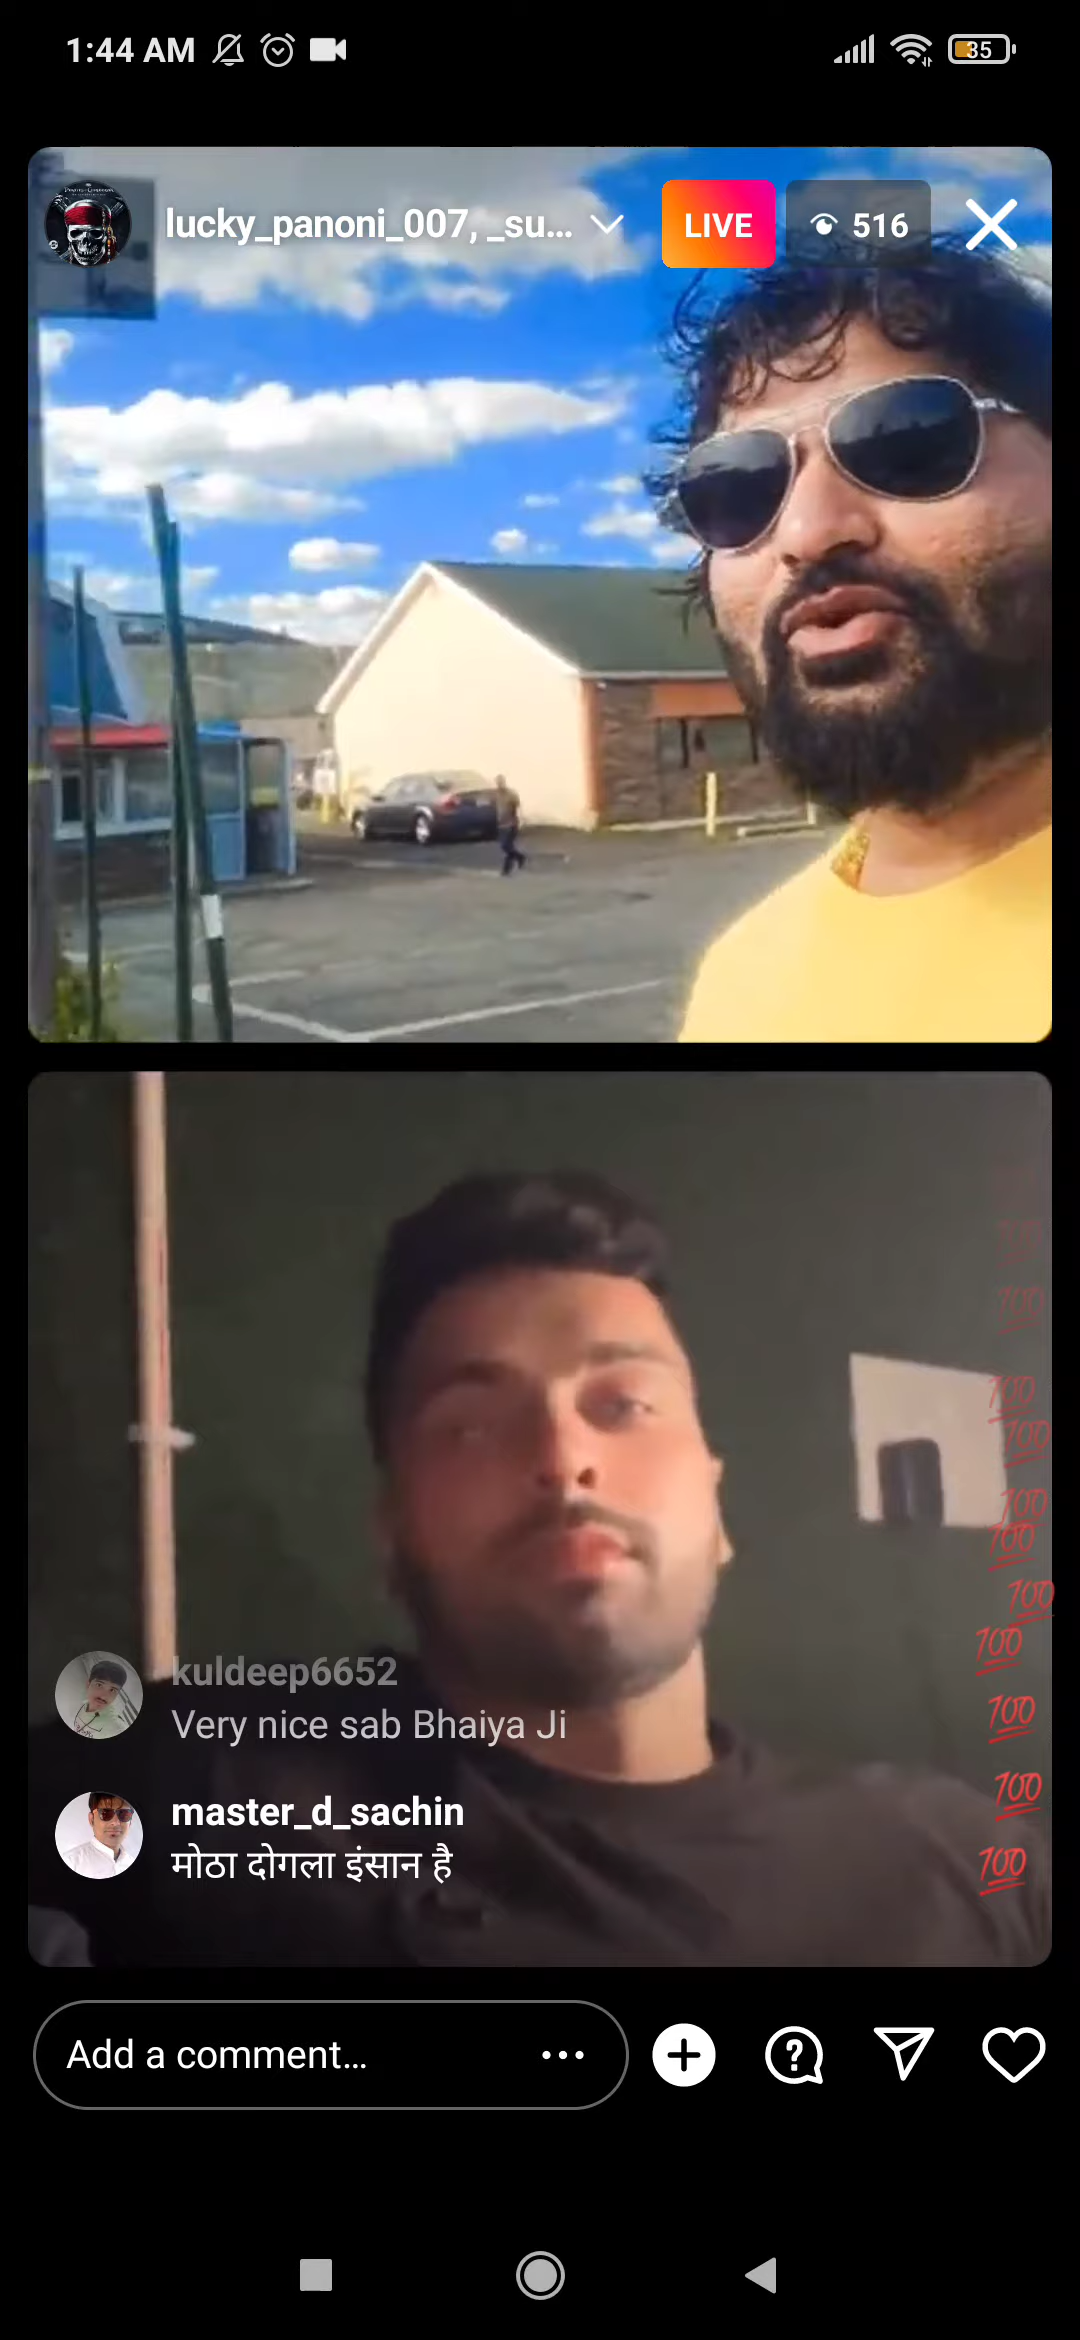 1:44 AM
35
lucky_panoni_007, _su...
LIVE
516
kuldeep6652
Very nice sab Bhaiya Ji
master_d_sachin
मोठा दोगला इंसान है
100
100
100
100
100
100
100
100
100
100
100
Add a comment...